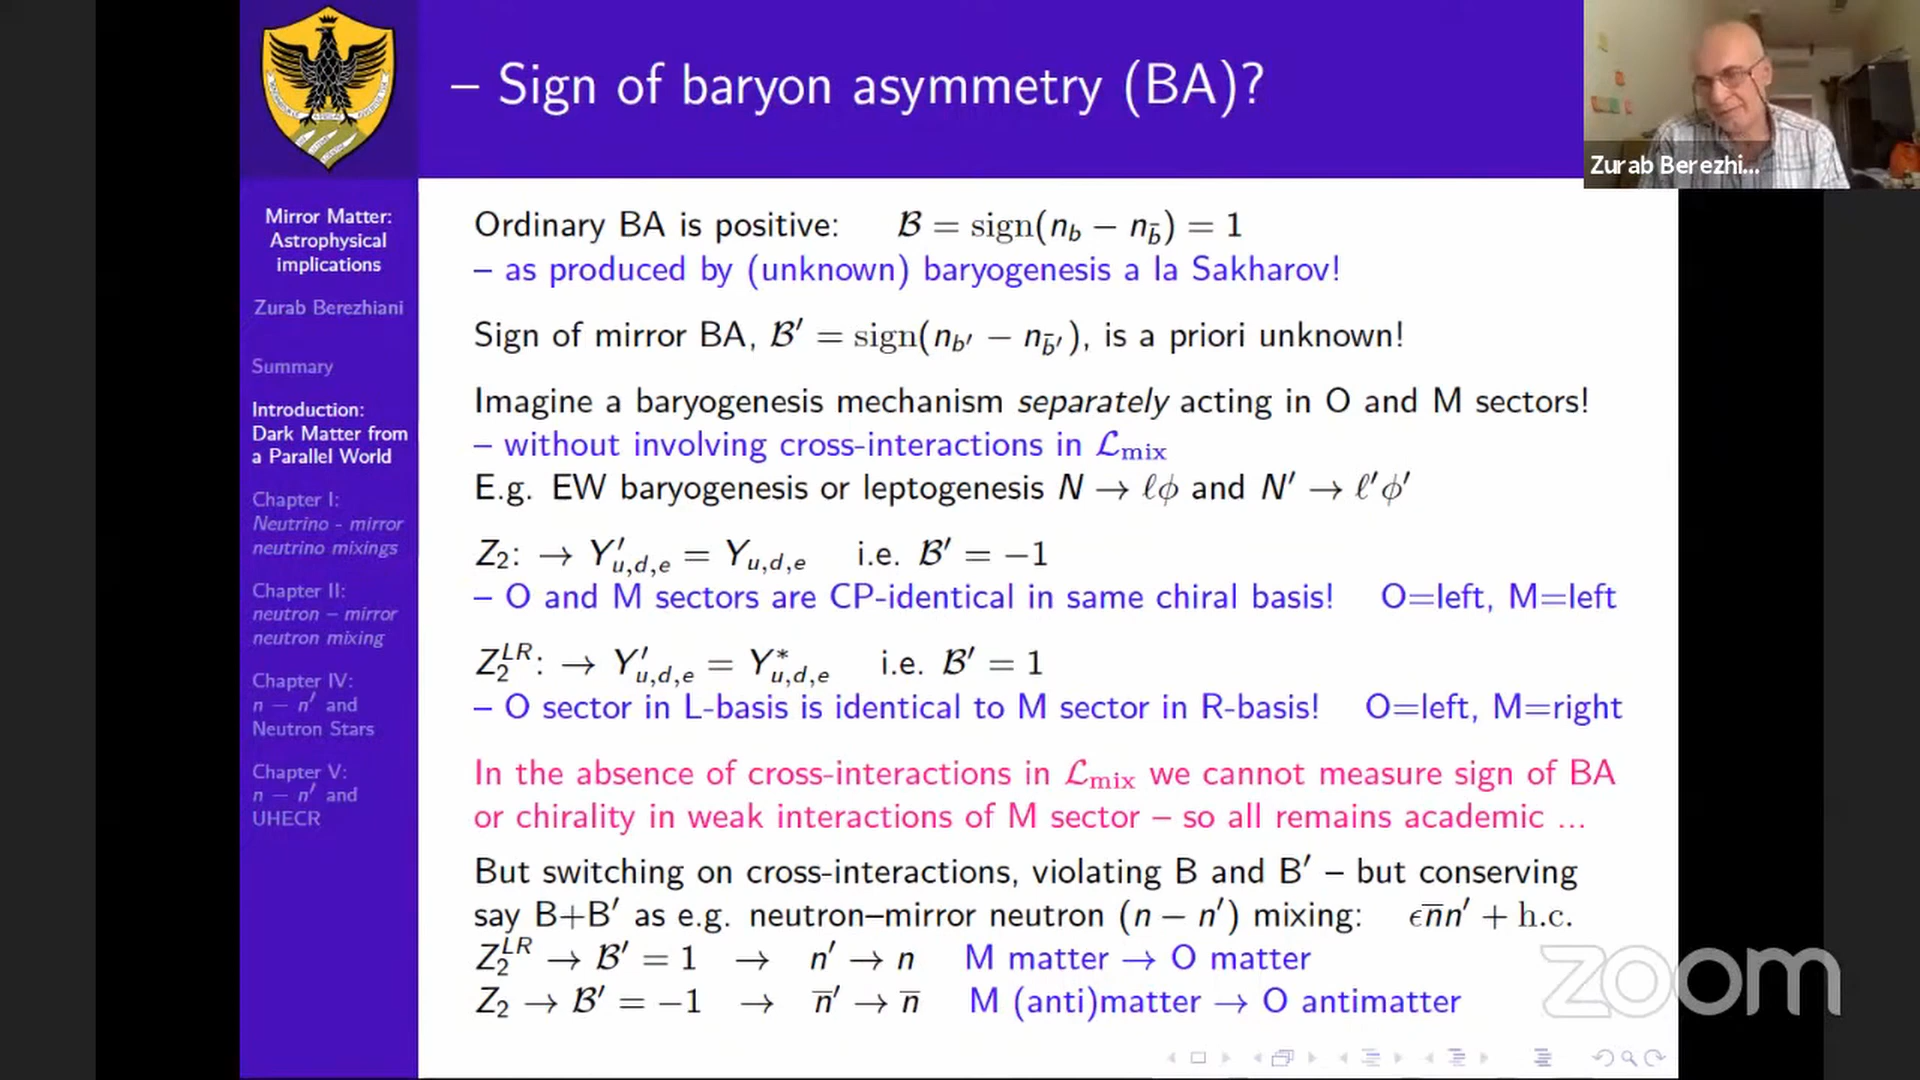 – Sign of baryon asymmetry (BA)?
Zurab Berezhi...
Mirror Matter:
Astrophysical
implications
Zurab Berezhiani
Summary
Introduction:
Dark Matter from
a Parallel World
Chapter I:
Neutrino - mirror
neutrino mixings
Chapter II:
neutron – mirror
neutron mixing
Chapter IV:
n − n′ and
Neutron Stars
Chapter V:
n − n′ and
UHECR
Ordinary BA is positive: ℬ = sign(n_b − n_b̄) = 1
– as produced by (unknown) baryogenesis a la Sakharov!
Sign of mirror BA, ℬ′ = sign(n_b′ − n_b̄′), is a priori unknown!
Imagine a baryogenesis mechanism separately acting in O and M sectors!
– without involving cross-interactions in ℒ_mix
E.g. EW baryogenesis or leptogenesis N → ℓϕ and N′ → ℓ′ϕ′
Z₂: → Y′_u,d,e = Y_u,d,e i.e. ℬ′ = −1
– O and M sectors are CP-identical in same chiral basis! O=left, M=left
Z₂^LR: → Y′_u,d,e = Y*_u,d,e i.e. ℬ′ = 1
– O sector in L-basis is identical to M sector in R-basis! O=left, M=right
In the absence of cross-interactions in ℒ_mix we cannot measure sign of BA
or chirality in weak interactions of M sector – so all remains academic ...
But switching on cross-interactions, violating B and B′ – but conserving
say B+B′ as e.g. neutron–mirror neutron (n − n′) mixing: ϵn̄n′ + h.c.
Z₂^LR → ℬ′ = 1 → n′ → n M matter → O matter
Z₂ → ℬ′ = −1 → n̄′ → n̄ M (anti)matter → O antimatter
zoom